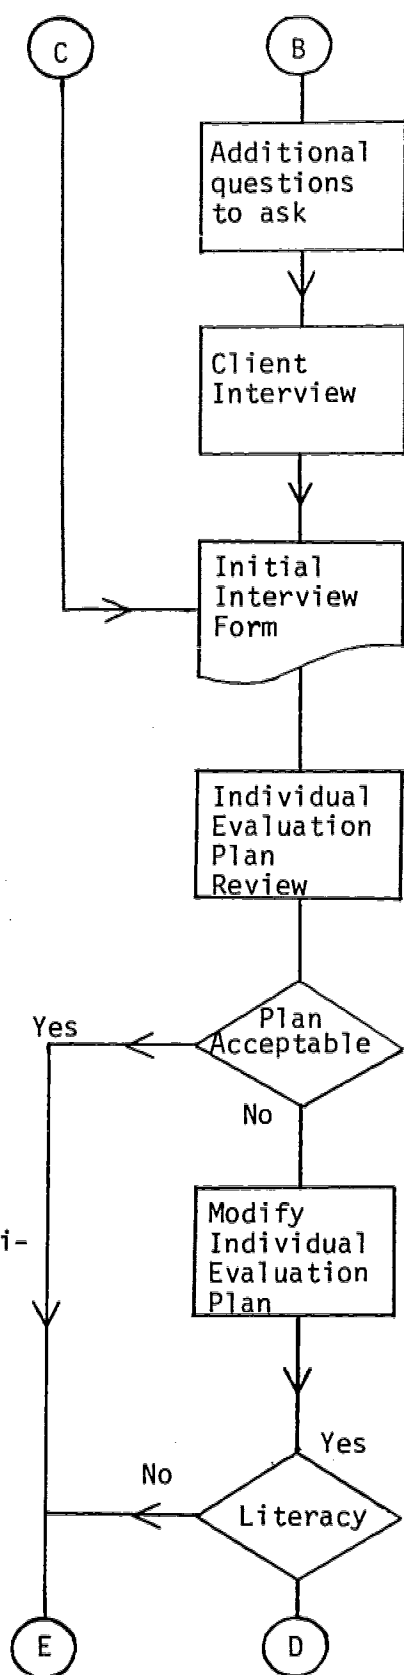 C
B
Additional
questions
to ask
Client
Interview
Initial
Interview
Form
Individual
Evaluation
Plan
Review
Yes
Plan
Acceptable
No
i-
Modify
Individual
Evaluation
Plan
Yes
No
Literacy
E
D